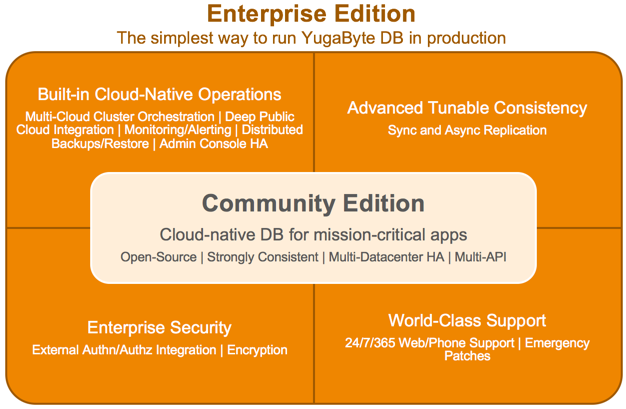 Enterprise Edition
The simplest way to run YugaByte DB in production
Built-in Cloud-Native Operations
Multi-Cloud Cluster Orchestration | Deep Public
Cloud Integration | Monitoring/Alerting | Distributed
Backups/Restore | Admin Console HA
Advanced Tunable Consistency
Sync and Async Replication
Community Edition
Cloud-native DB for mission-critical apps
Open-Source | Strongly Consistent | Multi-Datacenter HA | Multi-API
Enterprise Security
External Authn/Authz Integration | Encryption
World-Class Support
24/7/365 Web/Phone Support | Emergency
Patches